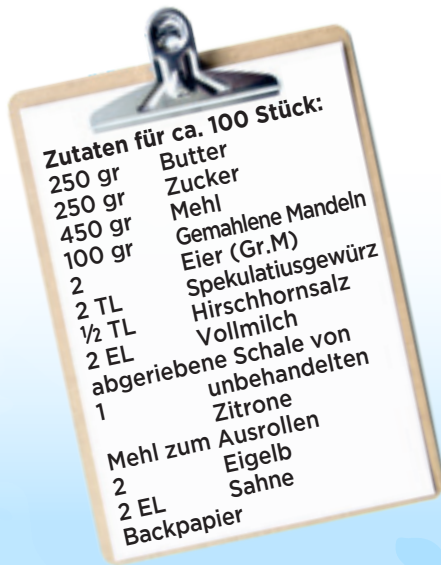 Zutaten für ca. 100 Stück:
250 gr Butter
250 gr Zucker
450 gr Mehl
100 gr Gemahlene Mandeln
2 Eier (Gr.M)
2 TL Spekulatiusgewürz
½ TL Hirschhornsalz
2 EL Vollmilch
abgeriebene Schale von
1 unbehandelten
Zitrone
Mehl zum Ausrollen
2 Eigelb
2 EL Sahne
Backpapier